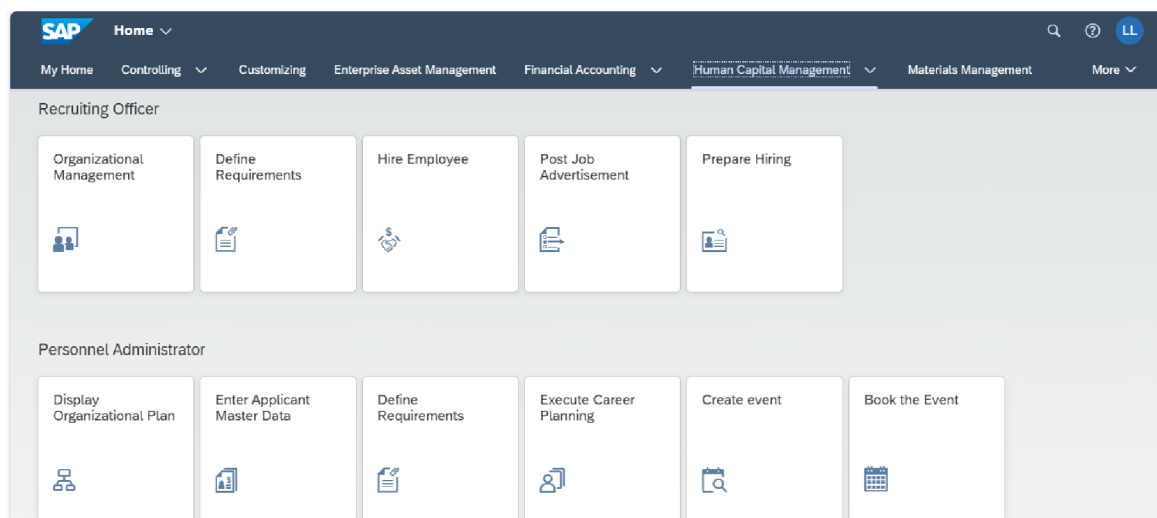 SAP Home LL
My Home Controlling Customizing Enterprise Asset Management Financial Accounting Human Capital Management Materials Management More
Recruiting Officer
Organizational Management
Define Requirements
Hire Employee
Post Job Advertisement
Prepare Hiring
Personnel Administrator
Display Organizational Plan
Enter Applicant Master Data
Define Requirements
Execute Career Planning
Create event
Book the Event